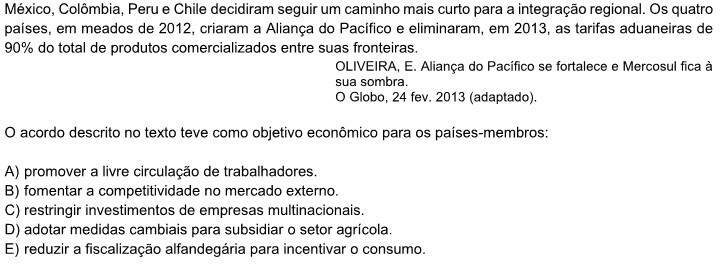 México, Colômbia, Peru e Chile decidiram seguir um caminho mais curto para a integração regional. Os quatro
países, em meados de 2012, criaram a Aliança do Pacífico e eliminaram, em 2013, as tarifas aduaneiras de
90% do total de produtos comercializados entre suas fronteiras.
OLIVEIRA, E. Aliança do Pacífico se fortalece e Mercosul fica à
sua sombra.
O Globo, 24 fev. 2013 (adaptado).
O acordo descrito no texto teve como objetivo econômico para os países-membros:
A) promover a livre circulação de trabalhadores.
B) fomentar a competitividade no mercado externo.
C) restringir investimentos de empresas multinacionais.
D) adotar medidas cambiais para subsidiar o setor agrícola.
E) reduzir a fiscalização alfandegária para incentivar o consumo.